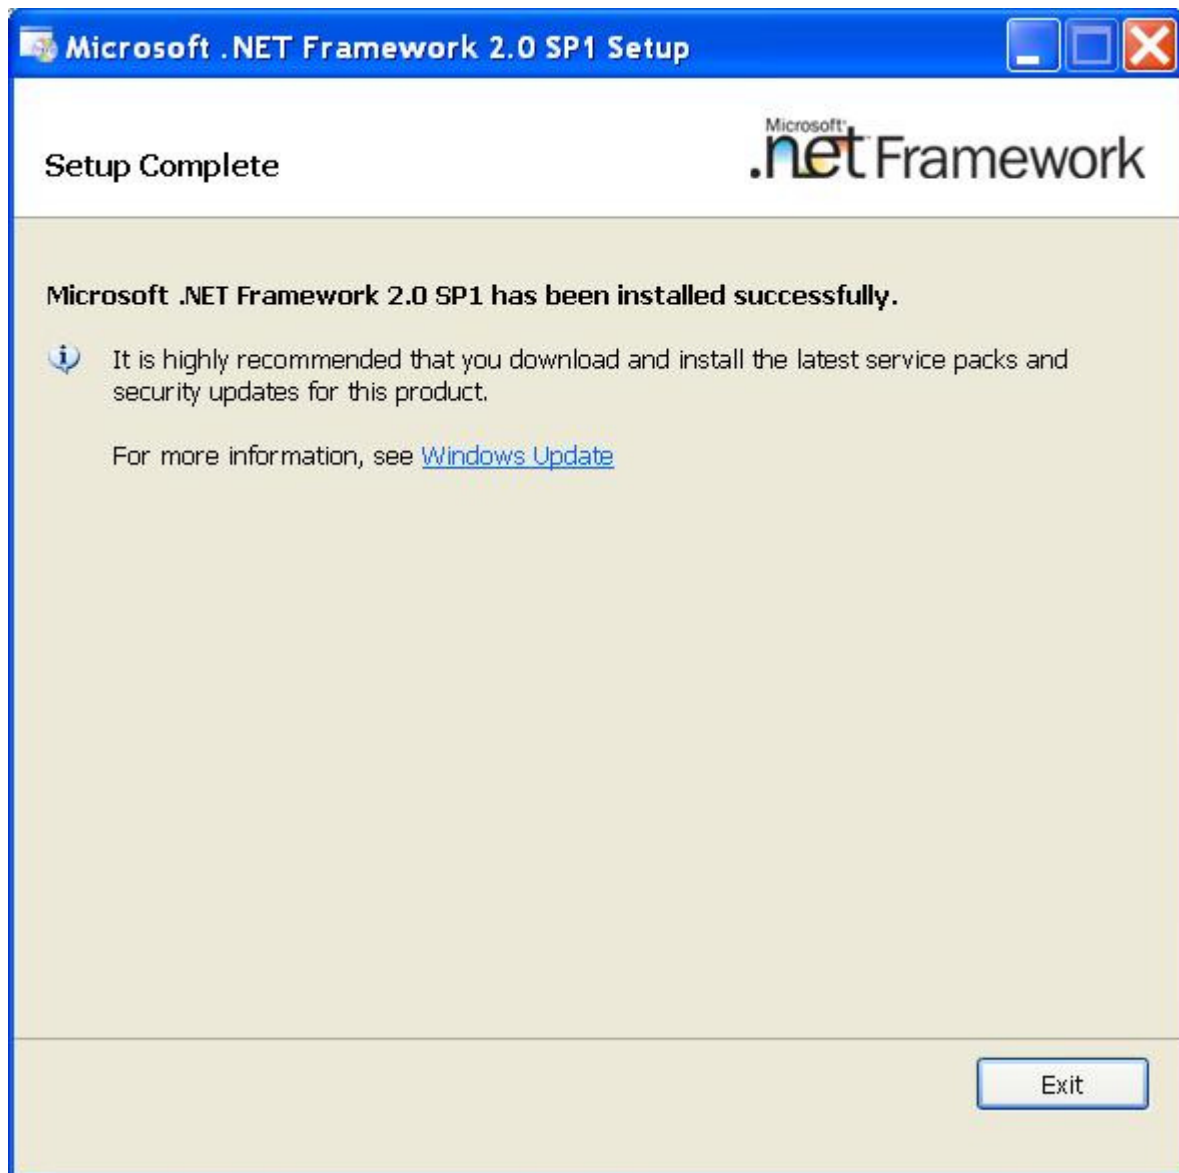 Microsoft .NET Framework 2.0 SP1 Setup
Setup Complete
Microsoft
.net Framework
Microsoft .NET Framework 2.0 SP1 has been installed successfully.
It is highly recommended that you download and install the latest service packs and
security updates for this product.
For more information, see Windows Update
Exit